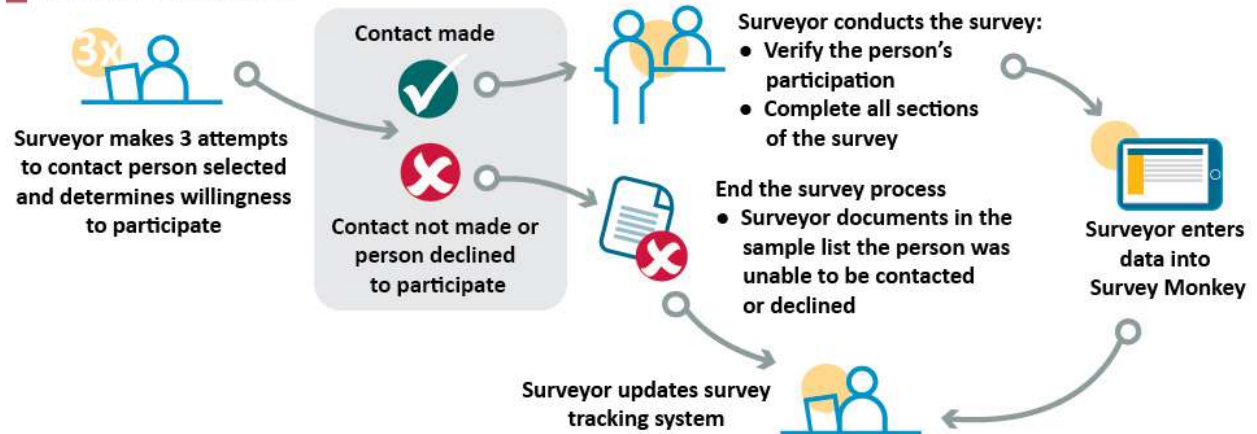 3x
Surveyor makes 3 attempts
to contact person selected
and determines willingness
to participate
Contact made
Contact not made or
person declined
to participate
Surveyor conducts the survey:
● Verify the person's
participation
● Complete all sections
of the survey
End the survey process
● Surveyor documents in the
sample list the person was
unable to be contacted
or declined
Surveyor enters
data into
Survey Monkey
Surveyor updates survey
tracking system